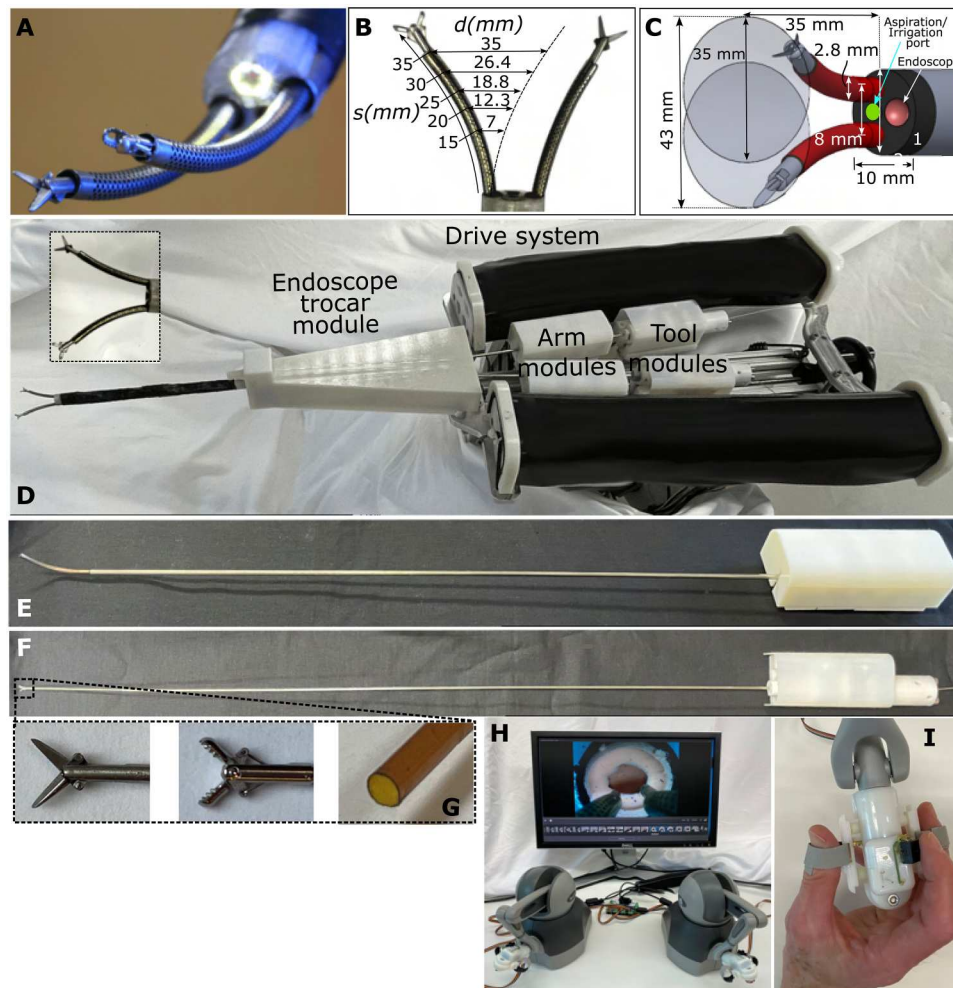 A
B
d(mm)
35
35
26.4
30
18.8
25
12.3
s(mm)
20
7
15
C
35 mm
Aspiration/
Irrigation
port
35 mm
2.8 mm
Endoscope
43 mm
8 mm
1
10 mm
Drive system
Endoscope
trocar
module
Arm
modules
Tool
modules
D
E
F
G
H
I
DELL